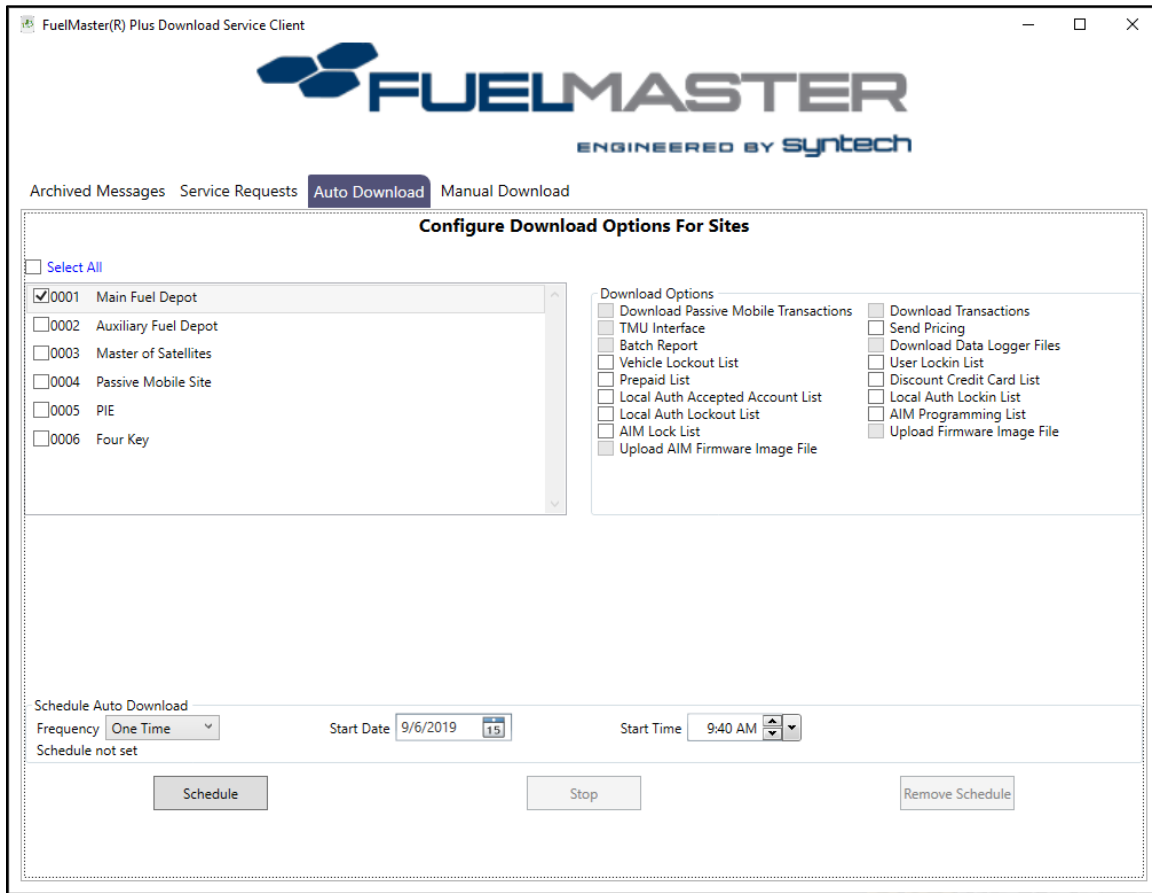 FuelMaster(R) Plus Download Service Client
FUELMASTER
ENGINEERED BY syntech
Archived Messages Service Requests Auto Download Manual Download
Configure Download Options For Sites
Select All
0001 Main Fuel Depot
0002 Auxiliary Fuel Depot
0003 Master of Satellites
0004 Passive Mobile Site
0005 PIE
0006 Four Key
Download Options
Download Passive Mobile Transactions Download Transactions
TMU Interface Send Pricing
Batch Report Download Data Logger Files
Vehicle Lockout List User Lockin List
Prepaid List Discount Credit Card List
Local Auth Accepted Account List Local Auth Lockin List
Local Auth Lockout List AIM Programming List
AIM Lock List Upload Firmware Image File
Upload AIM Firmware Image File
Schedule Auto Download
Frequency One Time Start Date 9/6/2019 15 Start Time 9:40 AM
Schedule not set
Schedule Stop Remove Schedule